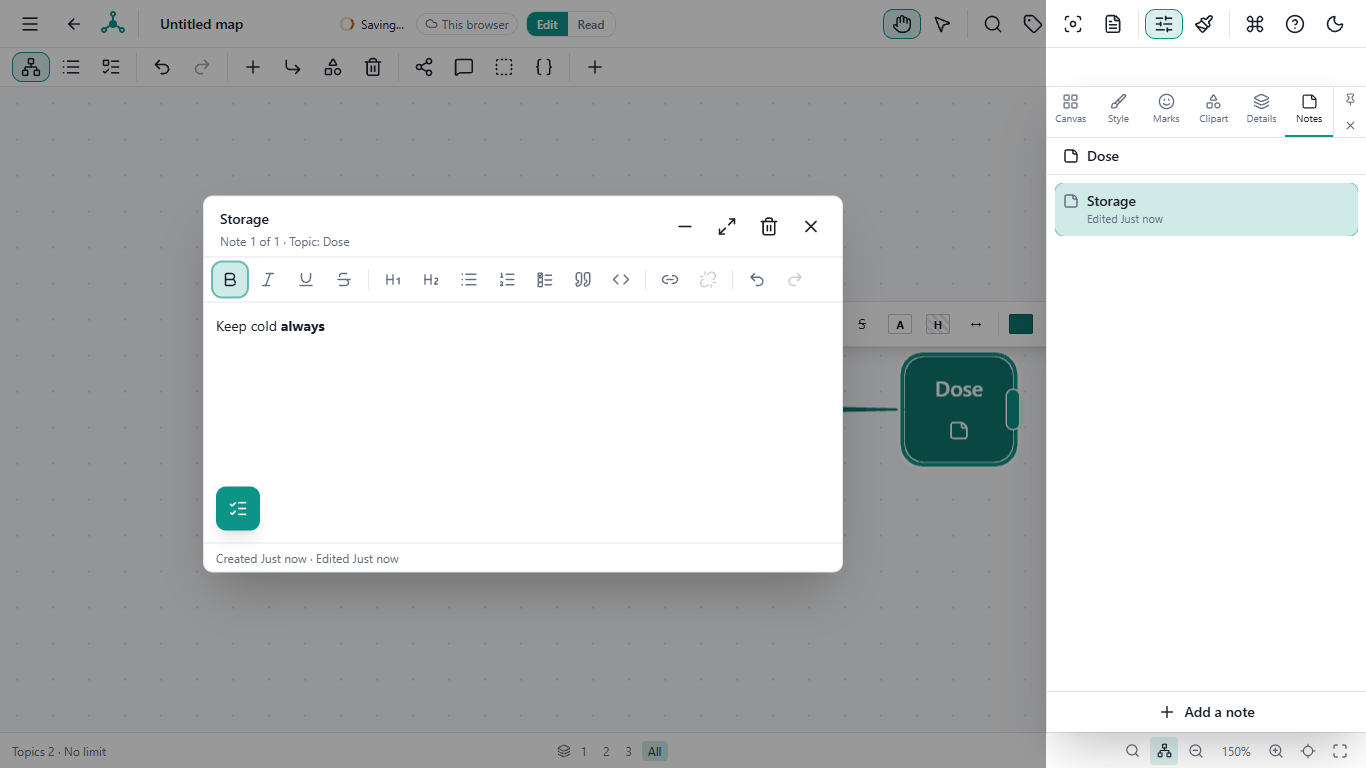 Untitled map
Saving...
This browser
Edit
Read
Canvas
Style
Marks
Clipart
Details
Notes
Dose
Storage
Edited Just now
Storage
Note 1 of 1 · Topic: Dose
B I U S H1 H2
Keep cold always
Created Just now · Edited Just now
S A H
Dose
Add a note
Topics 2 · No limit
1 2 3 All
150%